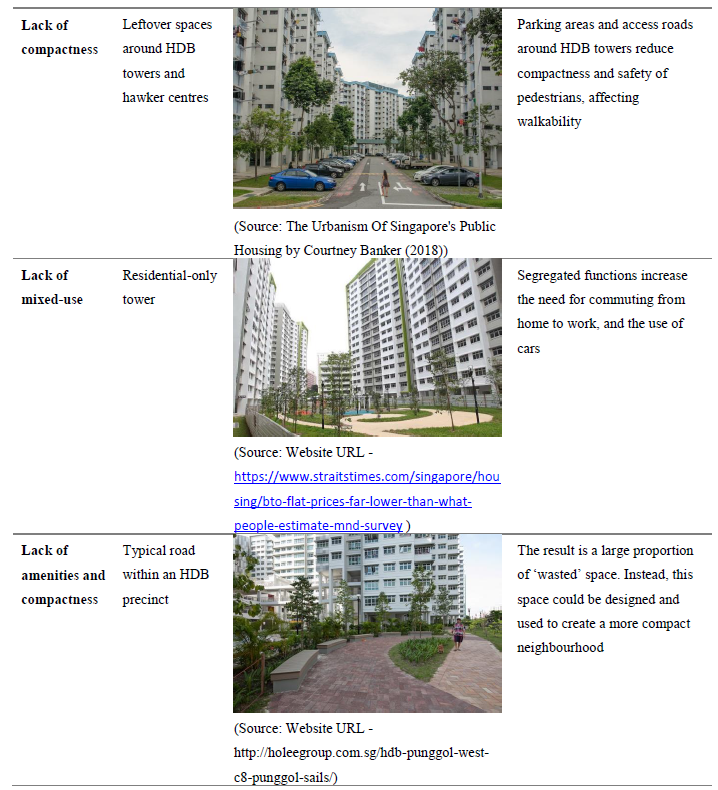 Lack of
compactness
Leftover spaces
around HDB
towers and
hawker centres
(Source: The Urbanism Of Singapore's Public
Housing by Courtney Banker (2018))
Parking areas and access roads
around HDB towers reduce
compactness and safety of
pedestrians, affecting
walkability
Lack of
mixed-use
Residential-only
tower
(Source: Website URL -
https://www.straitstimes.com/singapore/hou
sing/bto-flat-prices-far-lower-than-what-
people-estimate-mnd-survey )
Segregated functions increase
the need for commuting from
home to work, and the use of
cars
Lack of
amenities and
compactness
Typical road
within an HDB
precinct
(Source: Website URL -
http://holeegroup.com.sg/hdb-punggol-west-
c8-punggol-sails/)
The result is a large proportion
of ‘wasted’ space. Instead, this
space could be designed and
used to create a more compact
neighbourhood